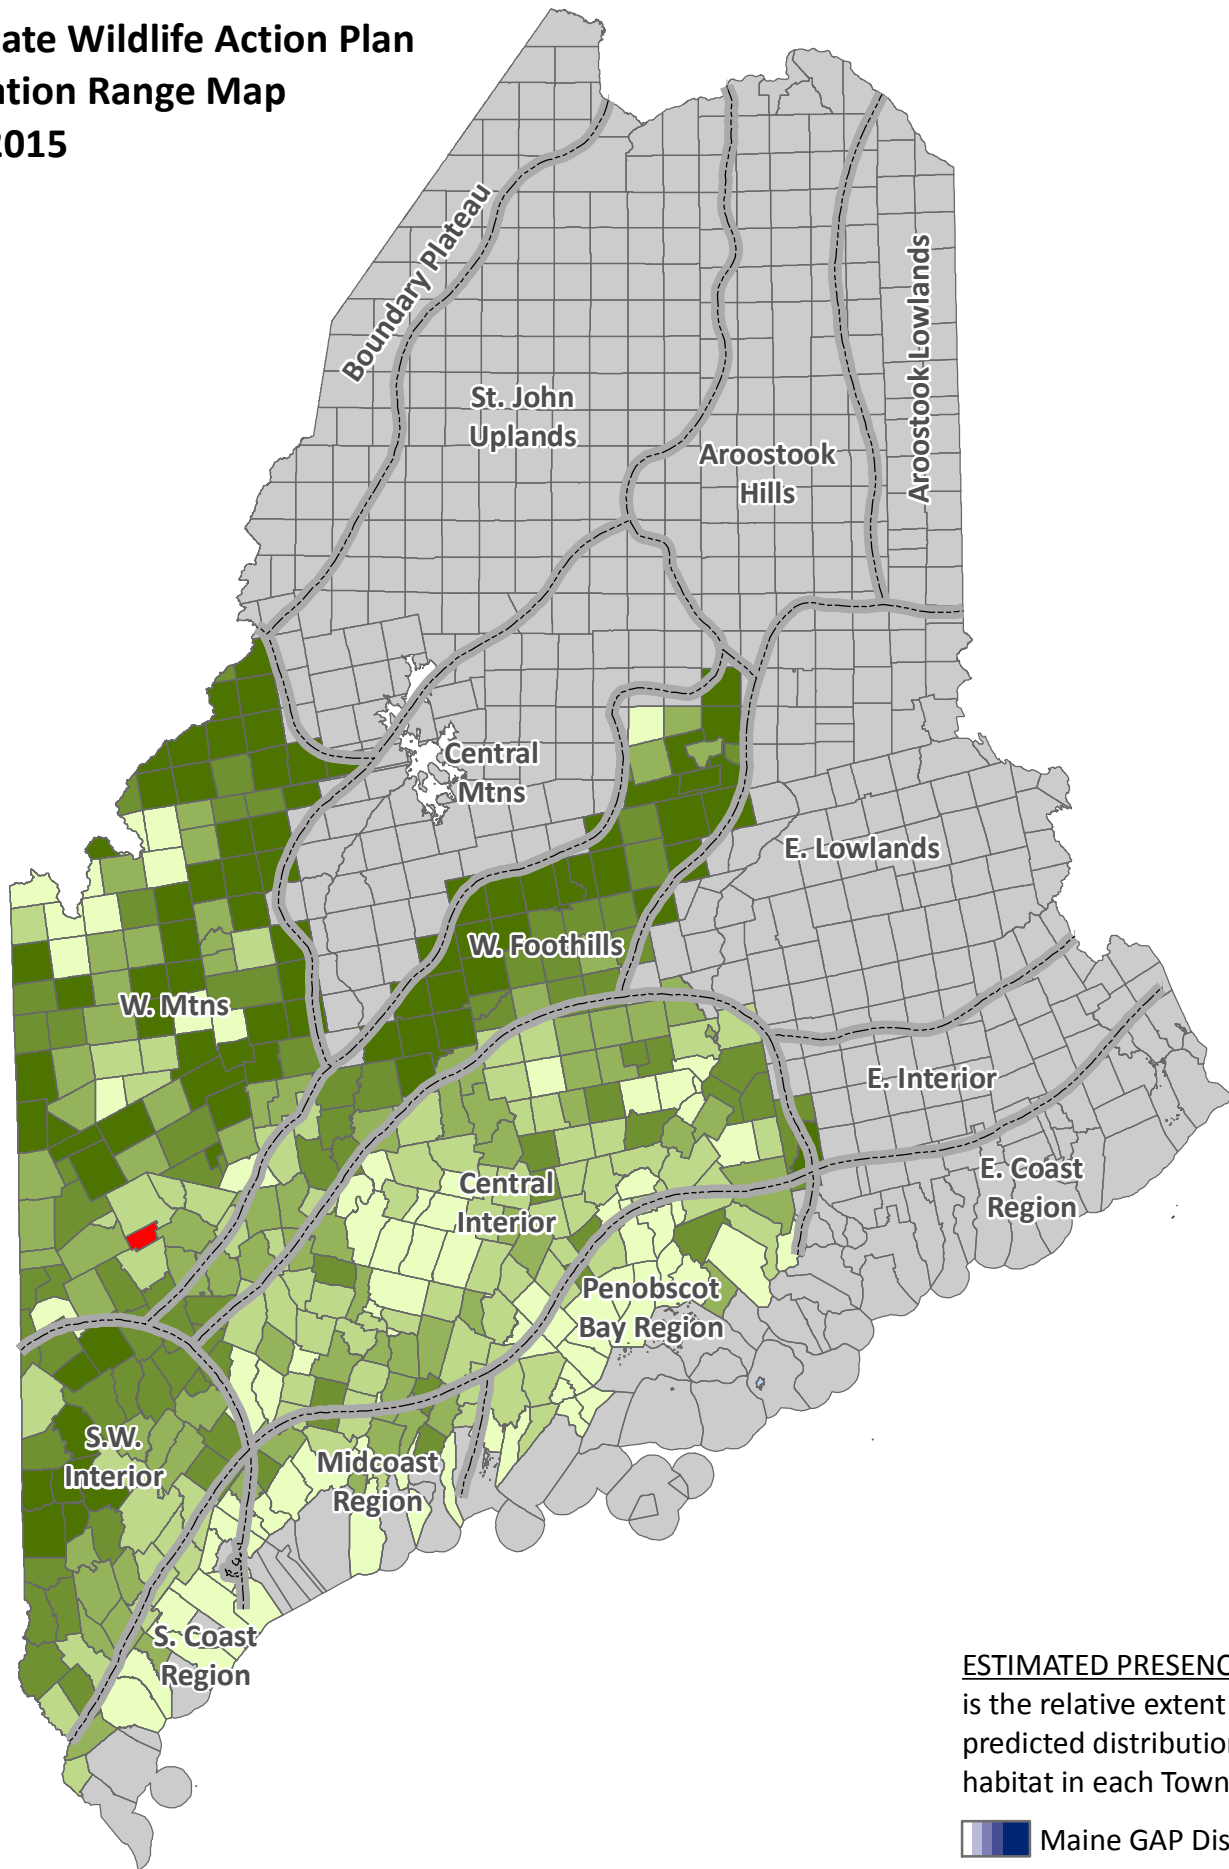 ate Wildlife Action Plan
ation Range Map
2015
Boundary Plateau
St. John
Uplands
Aroostook
Hills
Aroostook Lowlands
Central
Mtns
E. Lowlands
W. Foothills
W. Mtns
E. Interior
E. Coast
Region
Central
Interior
Penobscot
Bay Region
S.W.
Interior
Midcoast
Region
S. Coast
Region
ESTIMATED PRESENC
is the relative extent
predicted distribution
habitat in each Town
Maine GAP Dis